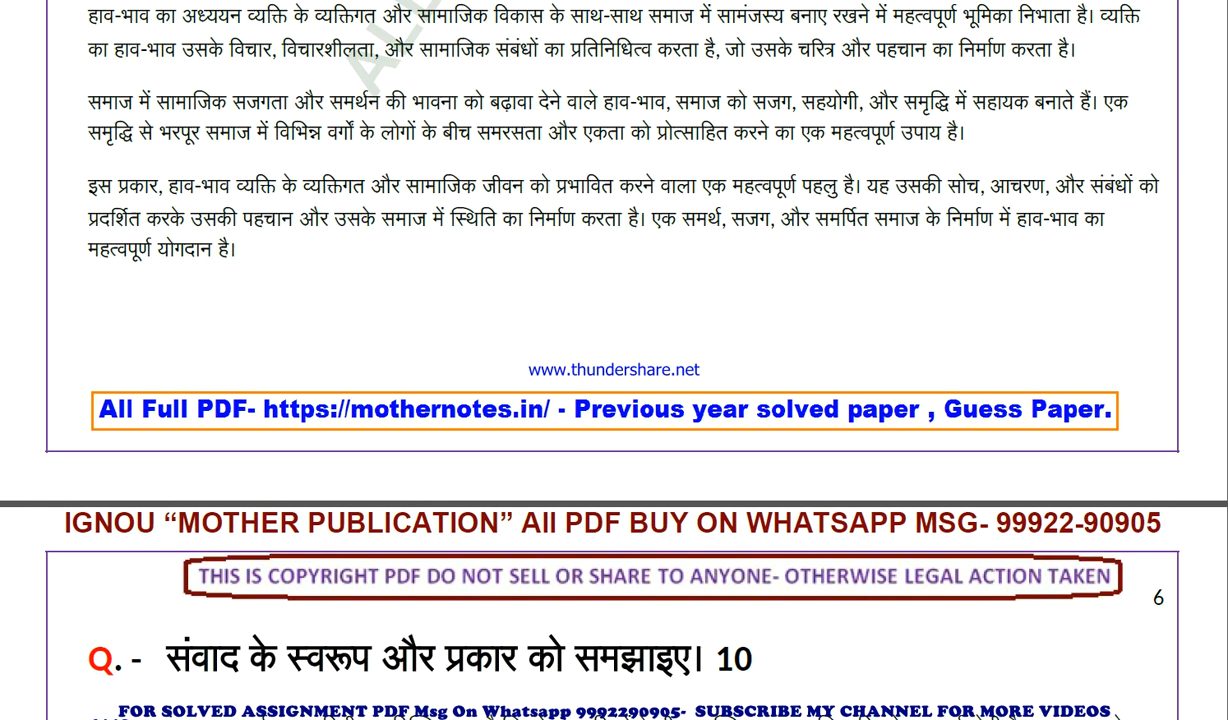 हाव-भाव का अध्ययन व्यक्ति के व्यक्तिगत और सामाजिक विकास के साथ-साथ समाज में सामंजस्य बनाए रखने में महत्वपूर्ण भूमिका निभाता है। व्यक्ति
का हाव-भाव उसके विचार, विचारशीलता, और सामाजिक संबंधों का प्रतिनिधित्व करता है, जो उसके चरित्र और पहचान का निर्माण करता है।
समाज में सामाजिक सजगता और समर्थन की भावना को बढ़ावा देने वाले हाव-भाव, समाज को सजग, सहयोगी, और समृद्धि में सहायक बनाते हैं। एक
समृद्धि से भरपूर समाज में विभिन्न वर्गों के लोगों के बीच समरसता और एकता को प्रोत्साहित करने का एक महत्वपूर्ण उपाय है।
इस प्रकार, हाव-भाव व्यक्ति के व्यक्तिगत और सामाजिक जीवन को प्रभावित करने वाला एक महत्वपूर्ण पहलु है। यह उसकी सोच, आचरण, और संबंधों को
प्रदर्शित करके उसकी पहचान और उसके समाज में स्थिति का निर्माण करता है। एक समर्थ, सजग, और समर्पित समाज के निर्माण में हाव-भाव का
महत्वपूर्ण योगदान है।
www.thundershare.net
All Full PDF- https://mothernotes.in/ - Previous year solved paper , Guess Paper.
IGNOU “MOTHER PUBLICATION” All PDF BUY ON WHATSAPP MSG- 99922-90905
THIS IS COPYRIGHT PDF DO NOT SELL OR SHARE TO ANYONE- OTHERWISE LEGAL ACTION TAKEN
6
Q. - संवाद के स्वरूप और प्रकार को समझाइए। 10
FOR SOLVED ASSIGNMENT PDF Msg On Whatsapp 9992290905- SUBSCRIBE MY CHANNEL FOR MORE VIDEOS